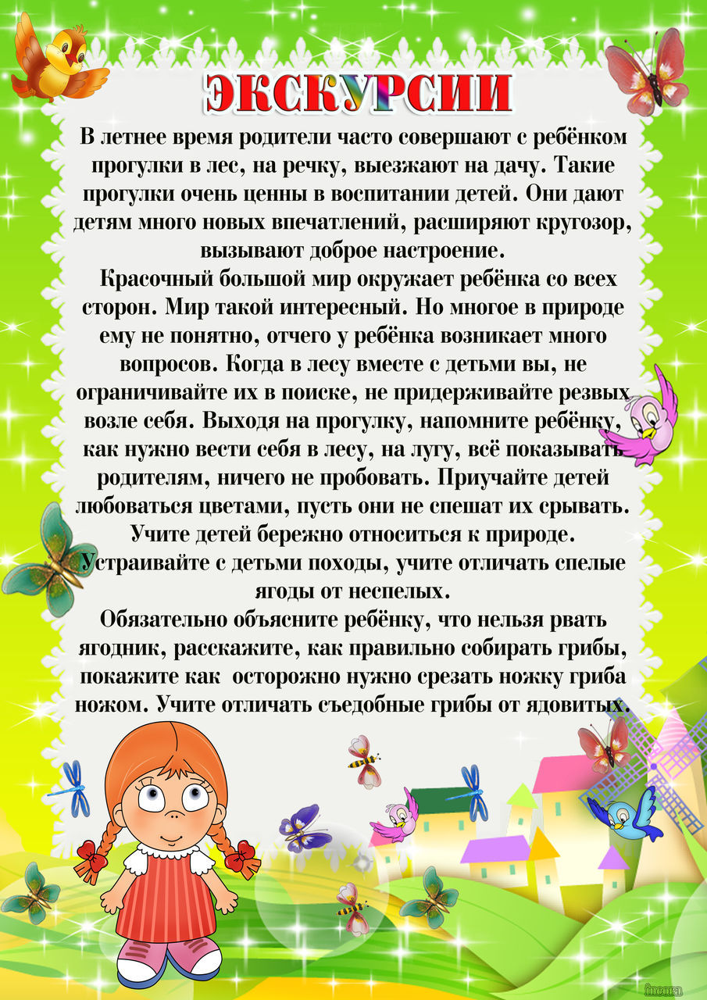 ЭКСКУРСИИ
В летнее время родители часто совершают с ребёнком
прогулки в лес, на речку, выезжают на дачу. Такие
прогулки очень ценны в воспитании детей. Они дают
детям много новых впечатлений, расширяют кругозор,
вызывают доброе настроение.
Красочный большой мир окружает ребёнка со всех
сторон. Мир такой интересный. Но многое в природе
ему не понятно, отчего у ребёнка возникает много
вопросов. Когда в лесу вместе с детьми вы, не
ограничивайте их в поиске, не придерживайте резвых
возле себя. Выходя на прогулку, напомните ребёнку,
как нужно вести себя в лесу, на лугу, всё показывать
родителям, ничего не пробовать. Приучайте детей
любоваться цветами, пусть они не спешат их срывать.
Учите детей бережно относиться к природе.
Устраивайте с детьми походы, учите отличать спелые
ягоды от неспелых.
Обязательно объясните ребёнку, что нельзя рвать
ягодник, расскажите, как правильно собирать грибы,
покажите как  осторожно нужно срезать ножку гриба
ножом. Учите отличать съедобные грибы от ядовитых.
incora